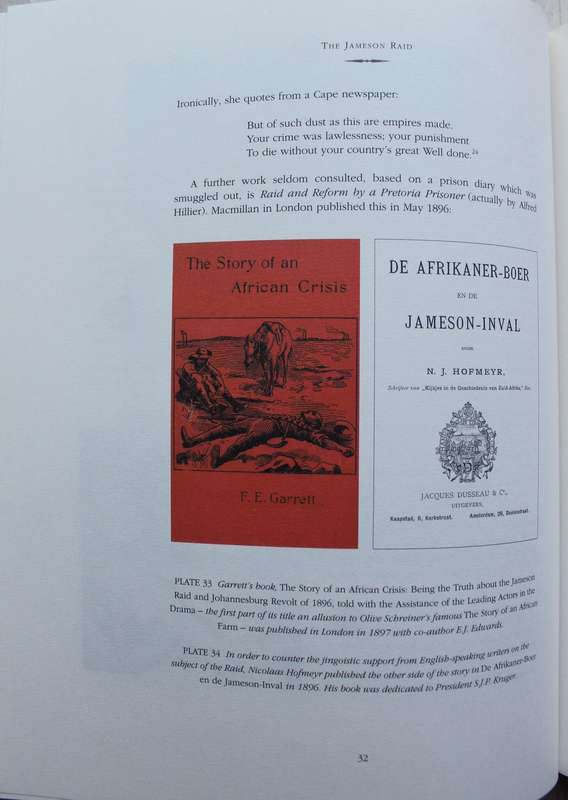 THE JAMESON RAID
Ironically, she quotes from a Cape newspaper:
But of such dust as this are empires made.
Your crime was lawlessness; your punishment
To die without your country's great Well done.24
A further work seldom consulted, based on a prison diary which was
smuggled out, is Raid and Reform by a Pretoria Prisoner (actually by Alfred
Hillier). Macmillan in London published this in May 1896:
The Story of an
African Crisis
F. E. Garrett
DE AFRIKANER-BOER
EN DE
JAMESON-INVAL
DOOR
N. J. HOFMEYR,
Schrijver van „Kijkjes in de Geschiedenis van Zuid-Afrika," Enz.
JACQUES DUSSEAU & Co.,
UITGEVERS,
Kaapstad, 6, Kerkstraat. Amsterdam, 29,
PLATE 33 Garrett's book, The Story of an African Crisis: Being the Truth about the Jameson
Raid and Johannesburg Revolt of 1896, told with the Assistance of the Leading Actors in the
Drama – the first part of its title an allusion to Olive Schreiner's famous The Story of an African
Farm – was published in London in 1897 with co-author E.J. Edwards.
PLATE 34 In order to counter the jingoistic support from English-speaking writers on the
subject of the Raid, Nicolaas Hofmeyr published the other side of the story in De Afrikaner-Boer
en de Jameson-Inval in 1896. His book was dedicated to President S.J.P. Kruger.
32